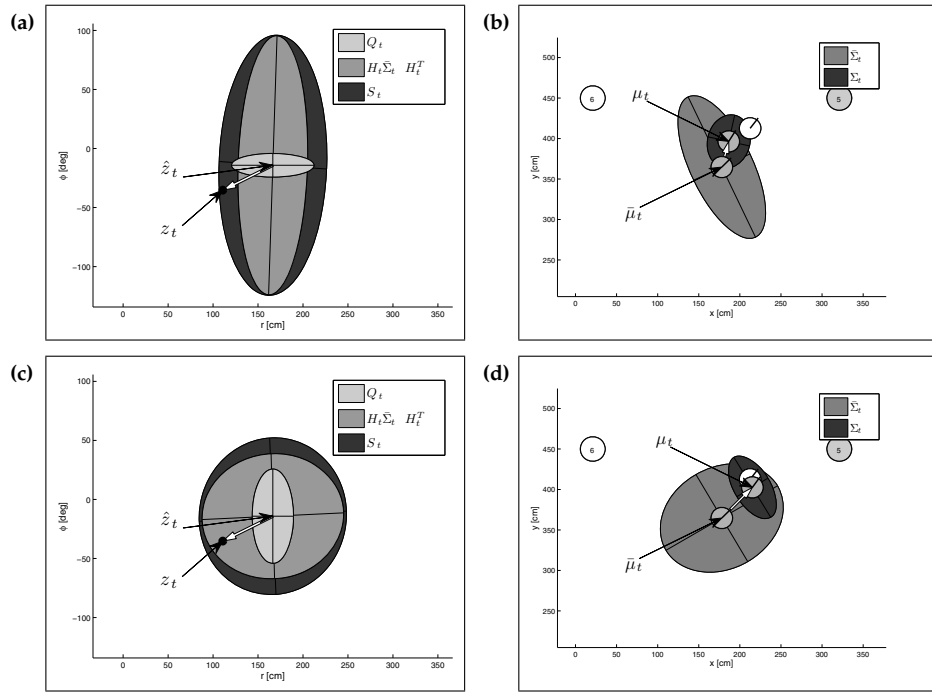 (a)
100
50
0
−50
−100
ϕ [deg]
0 50 100 150 200 250 300 350
r [cm]
Q_t
H_t Σ̄_t H_t^T
S_t
ẑ_t
z_t
(b)
500
450
400
350
300
250
y [cm]
0 50 100 150 200 250 300 350
x [cm]
Σ̄_t
Σ_t
6
5
μ_t
μ̄_t
(c)
100
50
0
−50
−100
ϕ [deg]
0 50 100 150 200 250 300 350
r [cm]
Q_t
H_t Σ̄_t H_t^T
S_t
ẑ_t
z_t
(d)
500
450
400
350
300
250
y [cm]
0 50 100 150 200 250 300 350
x [cm]
Σ̄_t
Σ_t
6
5
μ_t
μ̄_t